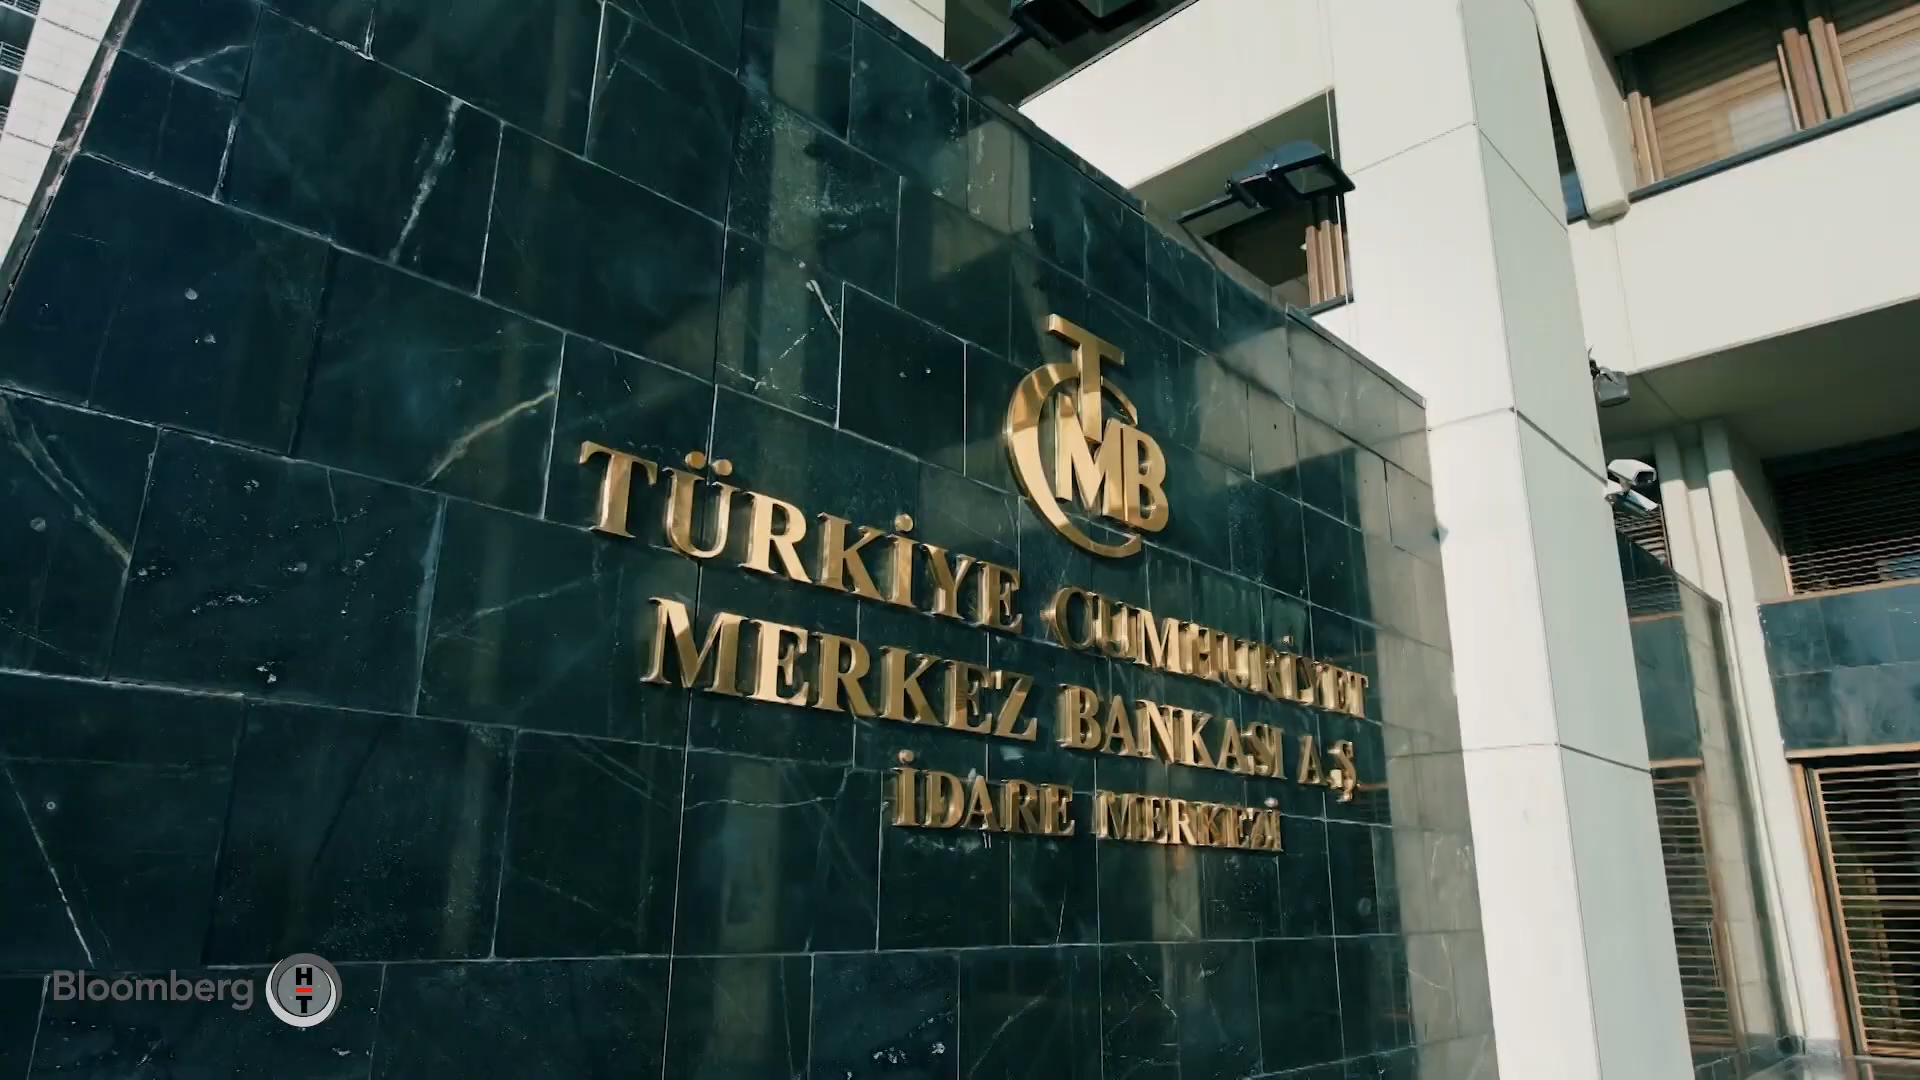 TCMB
TÜRKİYE CUMHURİYET
MERKEZ BANKASI A.Ş
İDARE MERKEZİ
Bloomberg HT